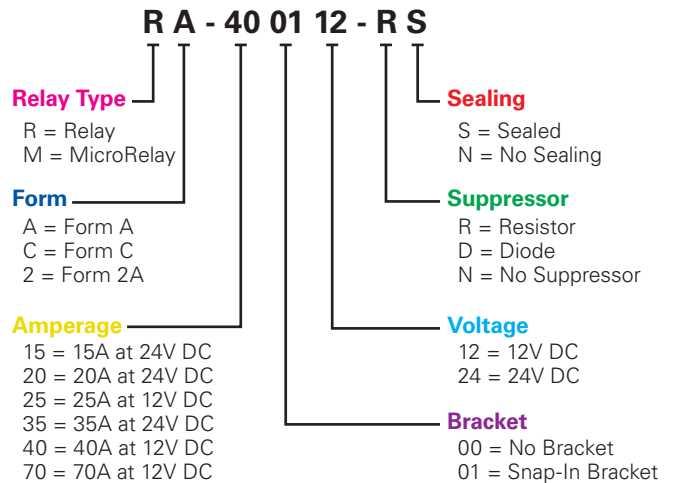 R A - 40 01 12 - R S
Relay Type
R = Relay
M = MicroRelay
Form
A = Form A
C = Form C
2 = Form 2A
Amperage
15 = 15A at 24V DC
20 = 20A at 24V DC
25 = 25A at 12V DC
35 = 35A at 24V DC
40 = 40A at 12V DC
70 = 70A at 12V DC
Sealing
S = Sealed
N = No Sealing
Suppressor
R = Resistor
D = Diode
N = No Suppressor
Voltage
12 = 12V DC
24 = 24V DC
Bracket
00 = No Bracket
01 = Snap-In Bracket